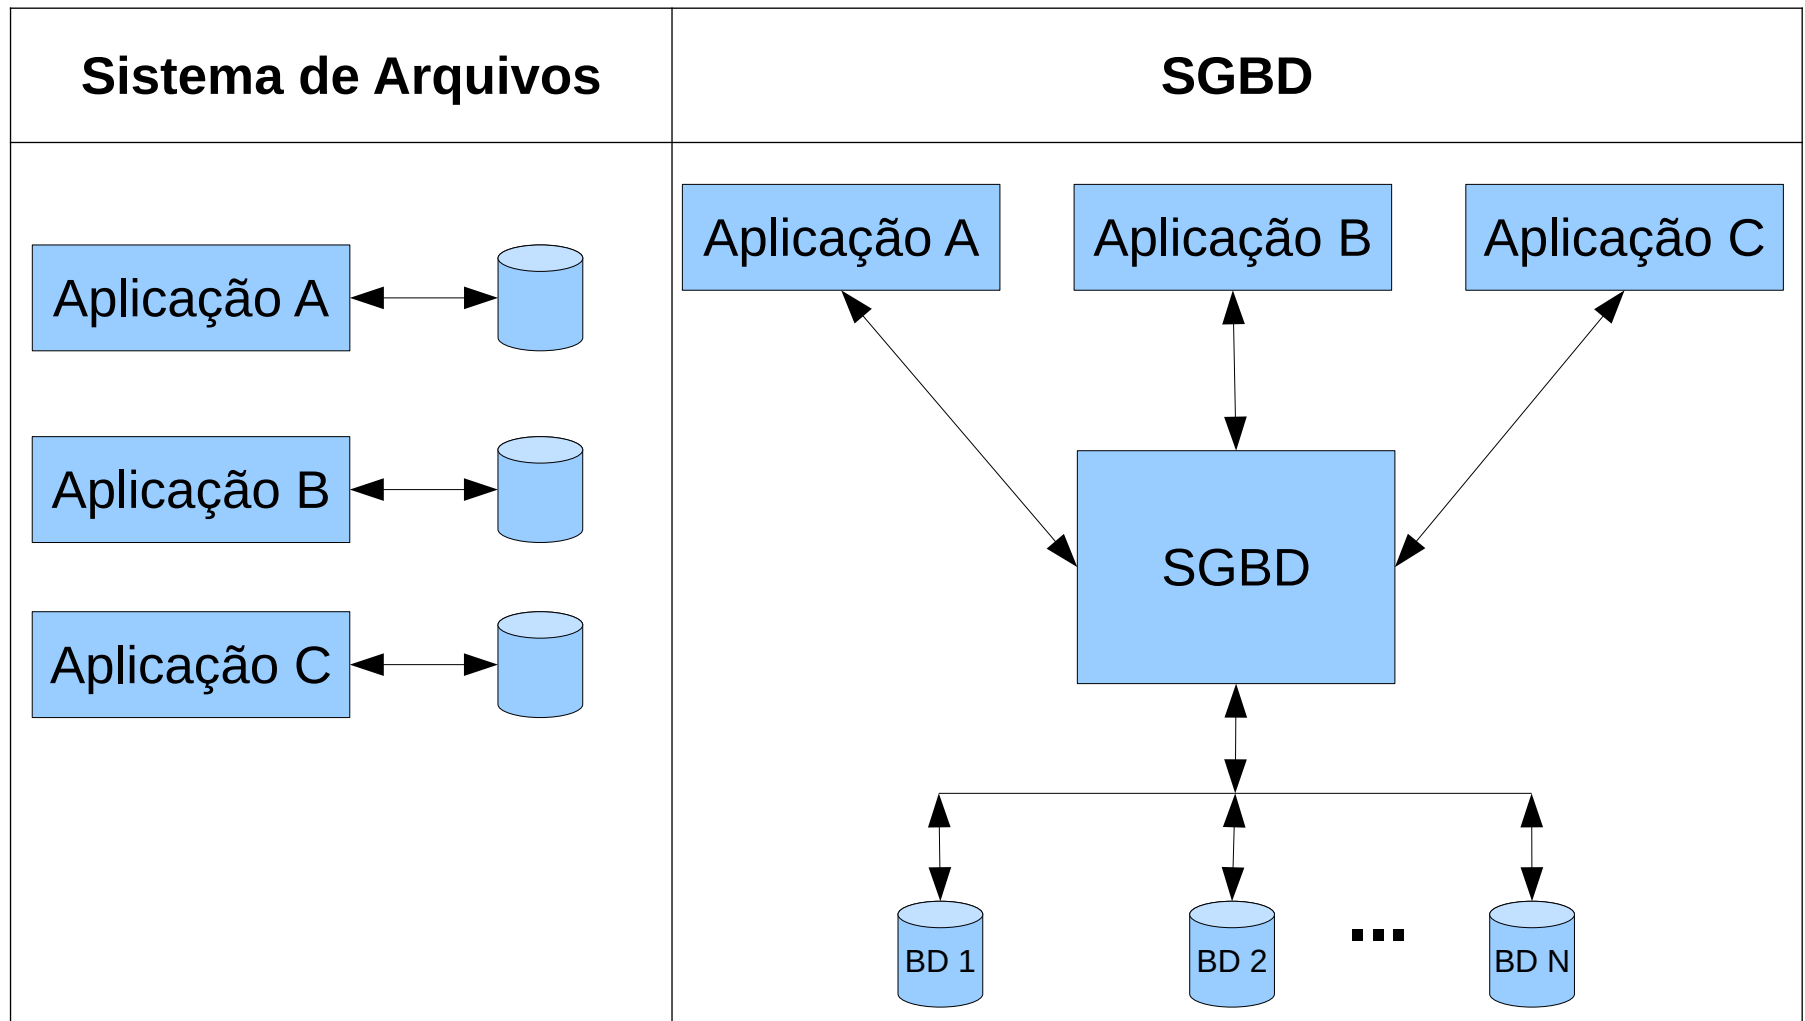 Sistema de Arquivos
SGBD
Aplicação A
Aplicação B
Aplicação C
Aplicação A
Aplicação B
Aplicação C
SGBD
BD 1
BD 2
...
BD N